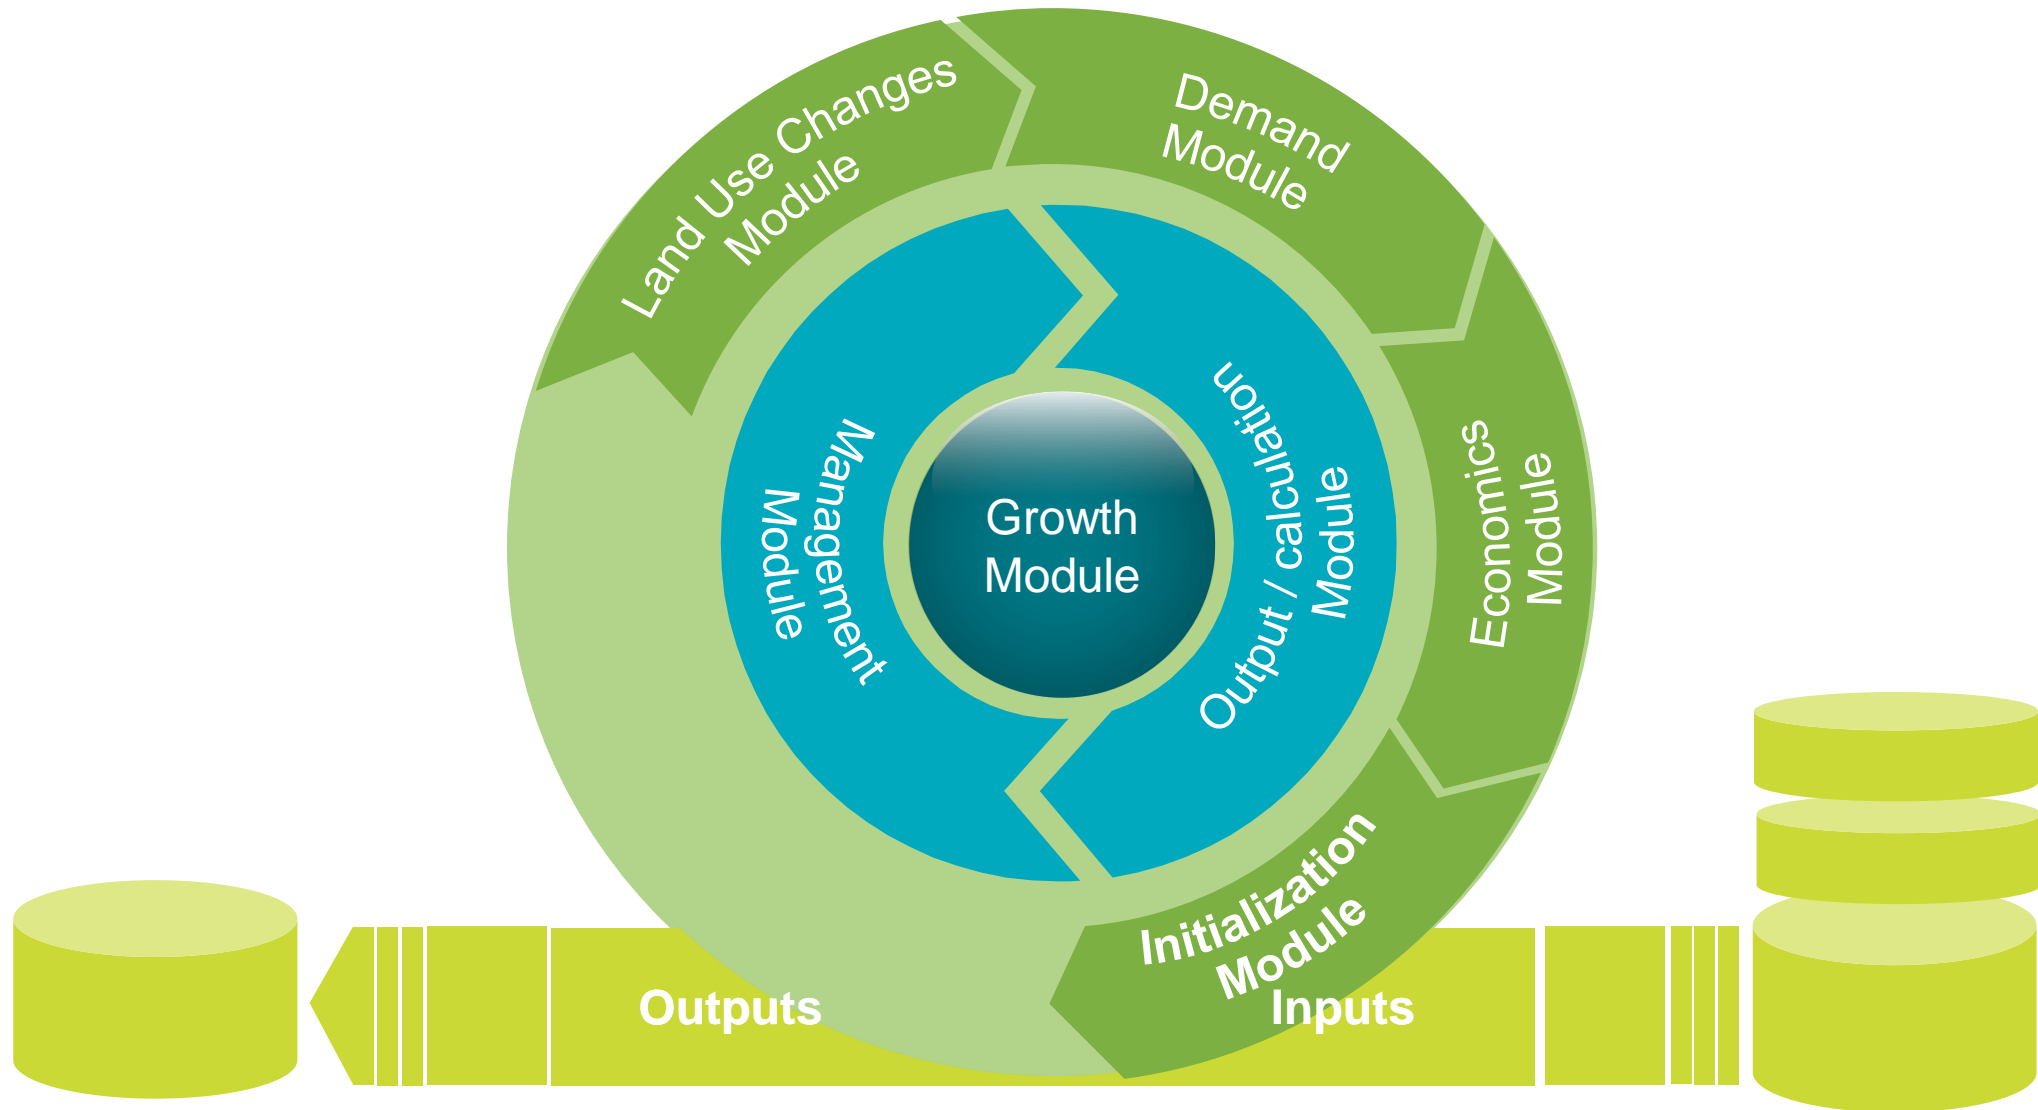 Land Use Changes
Module
Demand
Module
Economics
Module
Initialization
Module
Management
Module
Output / calculation
Module
Growth
Module
Outputs
Inputs